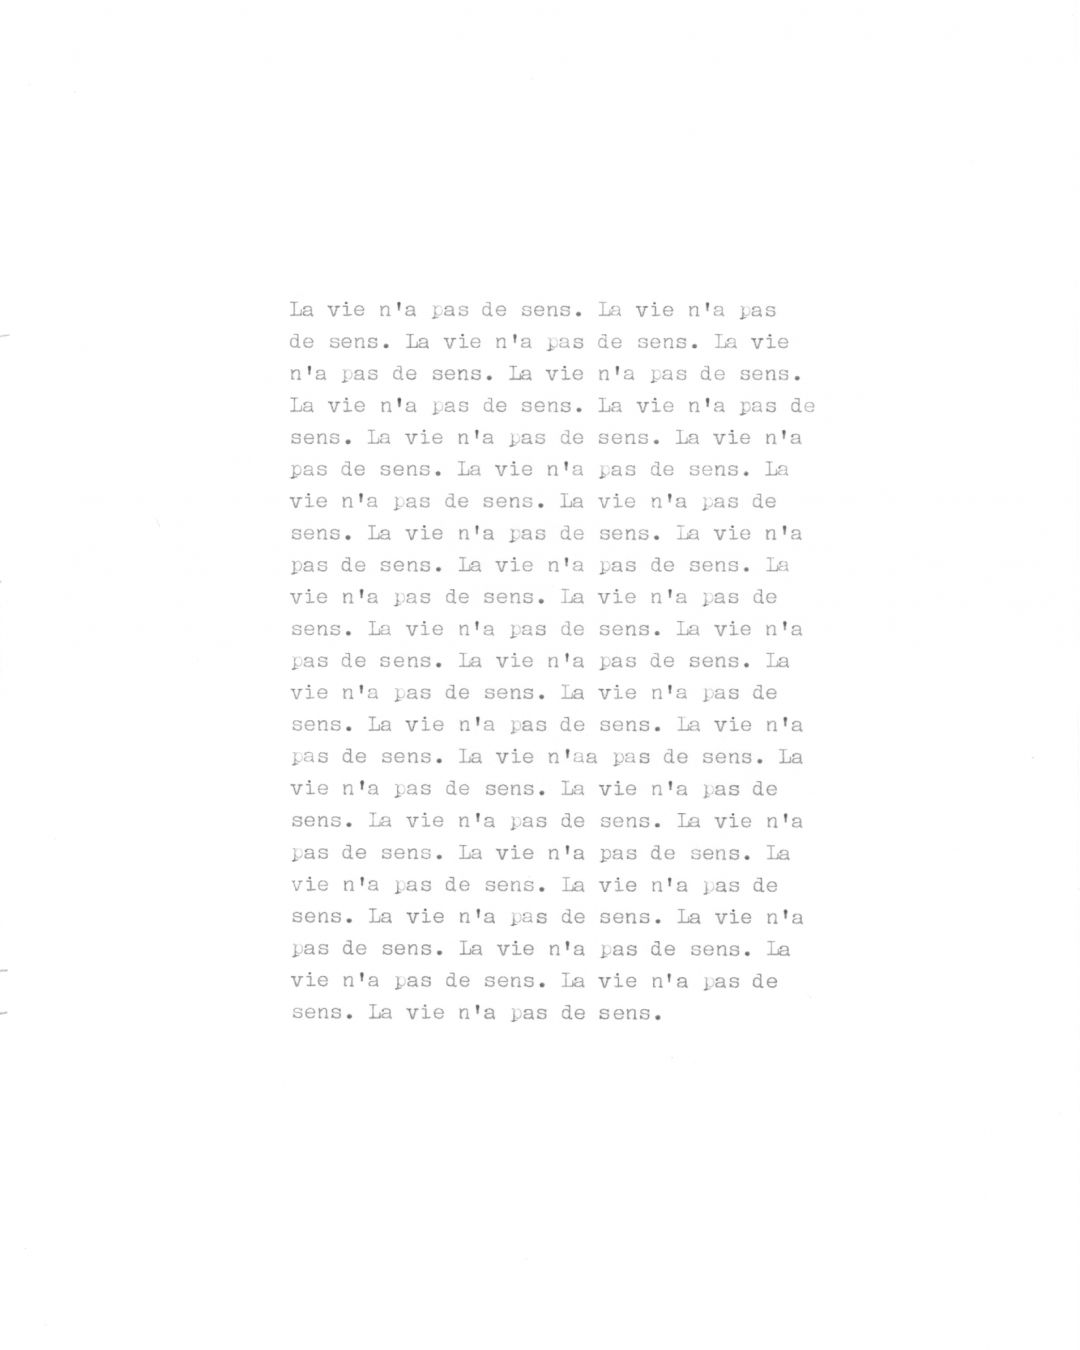 La vie n'a pas de sens. La vie n'a pas
de sens. La vie n'a pas de sens. La vie
n'a pas de sens. La vie n'a pas de sens.
La vie n'a pas de sens. La vie n'a pas de
sens. La vie n'a pas de sens. La vie n'a
pas de sens. La vie n'a pas de sens. La
vie n'a pas de sens. La vie n'a pas de
sens. La vie n'a pas de sens. La vie n'a
pas de sens. La vie n'a pas de sens. La
vie n'a pas de sens. La vie n'a pas de
sens. La vie n'a pas de sens. La vie n'a
pas de sens. La vie n'a pas de sens. La
vie n'a pas de sens. La vie n'a pas de
sens. La vie n'a pas de sens. La vie n'a
pas de sens. La vie n'aa pas de sens. La
vie n'a pas de sens. La vie n'a pas de
sens. La vie n'a pas de sens. La vie n'a
pas de sens. La vie n'a pas de sens. La
vie n'a pas de sens. La vie n'a pas de
sens. La vie n'a pas de sens. La vie n'a
pas de sens. La vie n'a pas de sens. La
vie n'a pas de sens. La vie n'a pas de
sens. La vie n'a pas de sens.